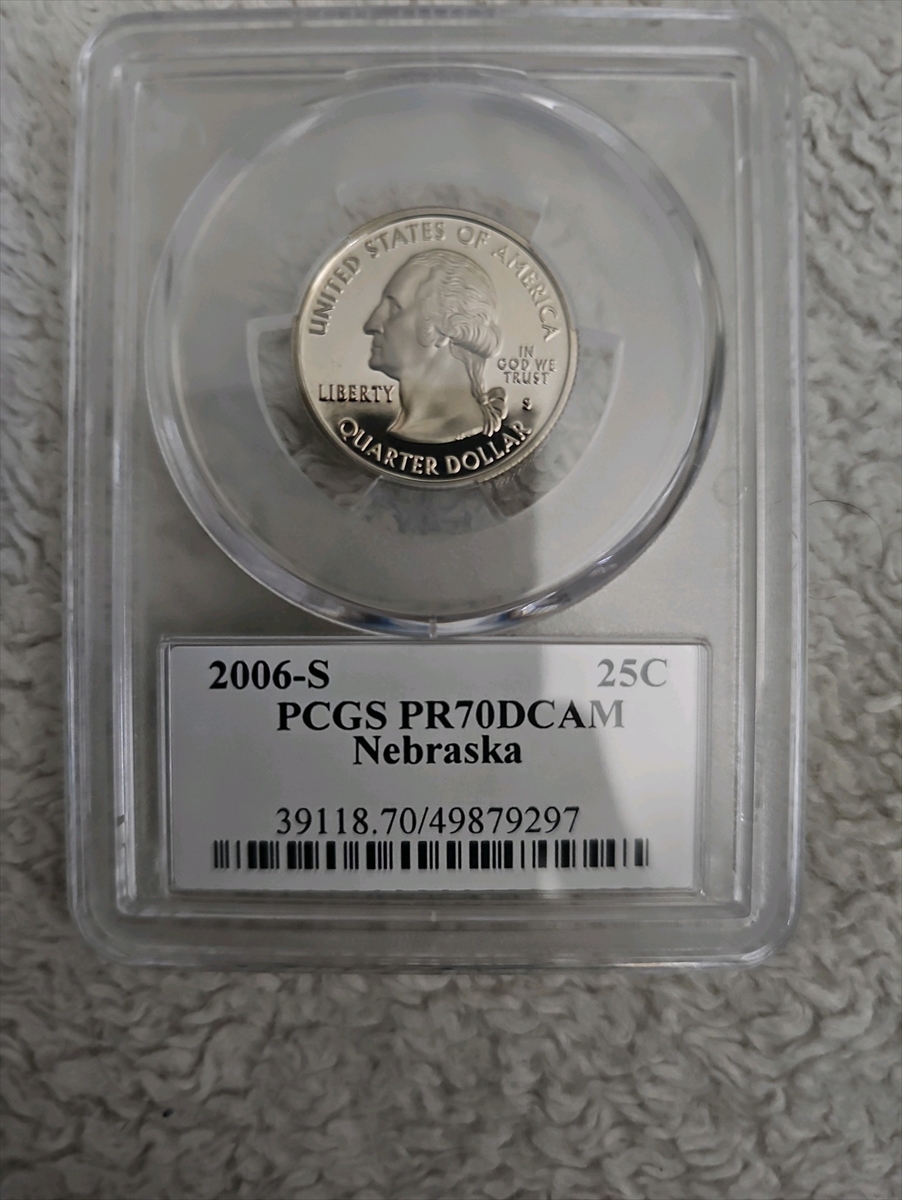 UNITED STATES OF AMERICA
IN
GOD WE
TRUST
LIBERTY
S
QUARTER DOLLAR
2006-S 25C
PCGS PR70DCAM
Nebraska
39118.70/49879297